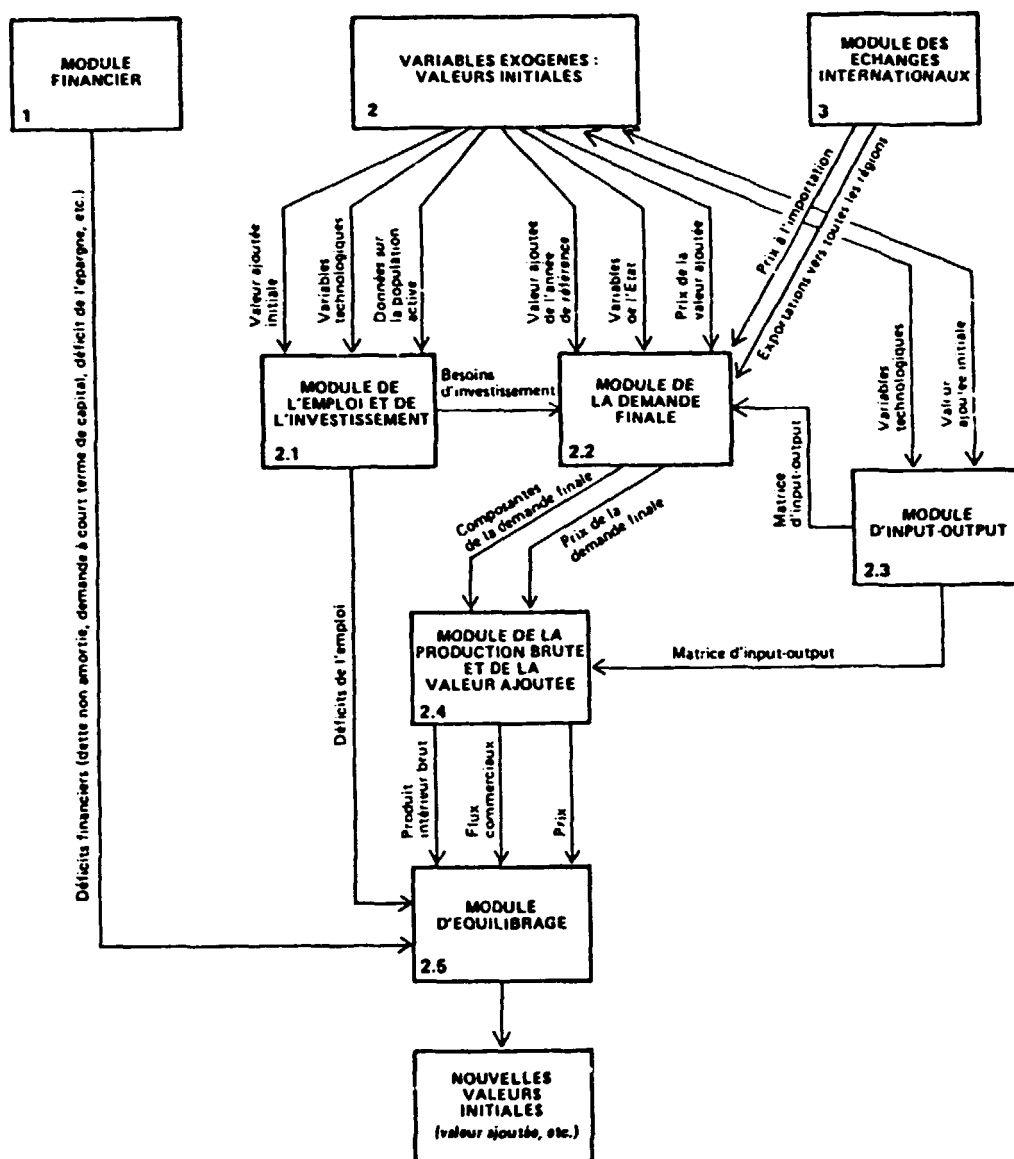 MODULE
FINANCIER
1
VARIABLES EXOGENES :
VALEURS INITIALES
2
MODULE DES
ECHANGES
INTERNATIONAUX
3
Déficits financiers (dette non amortie, demande à court terme de capital, déficit de l'epargne, etc.)
Valeur ajoutée
initiale
Variables
technologiques
Données sur
la population
active
Valeur ajoutée
de l'année
de référence
Variables
de l'Etat
Prix de la
valeur ajoutée
Prix à l'importation
Exportations vers toutes les régions
Variables
technologiques
Valeur
ajoutée initiale
MODULE DE
L'EMPLOI ET DE
L'INVESTISSEMENT
2.1
Besoins
d'investissement
MODULE DE
LA DEMANDE
FINALE
2.2
Matrice
d'input-output
MODULE
D'INPUT-OUTPUT
2.3
Composantes
de la demande finale
Prix de la
demande finale
Déficits de l'emploi
MODULE DE LA
PRODUCTION BRUTE
ET DE LA
VALEUR AJOUTÉE
2.4
Matrice d'input-output
Produit
intérieur brut
Flux
commerciaux
Prix
MODULE
D'EQUILIBRAGE
2.5
NOUVELLES
VALEURS
INITIALES
(valeur ajoutée, etc.)